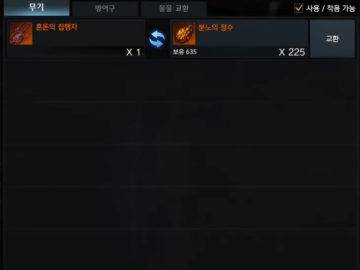 무기
방어구
물물 교환
사용 / 착용 가능
혼돈의 집행자
X 1
분노의 정수
보유 635
X 225
교환